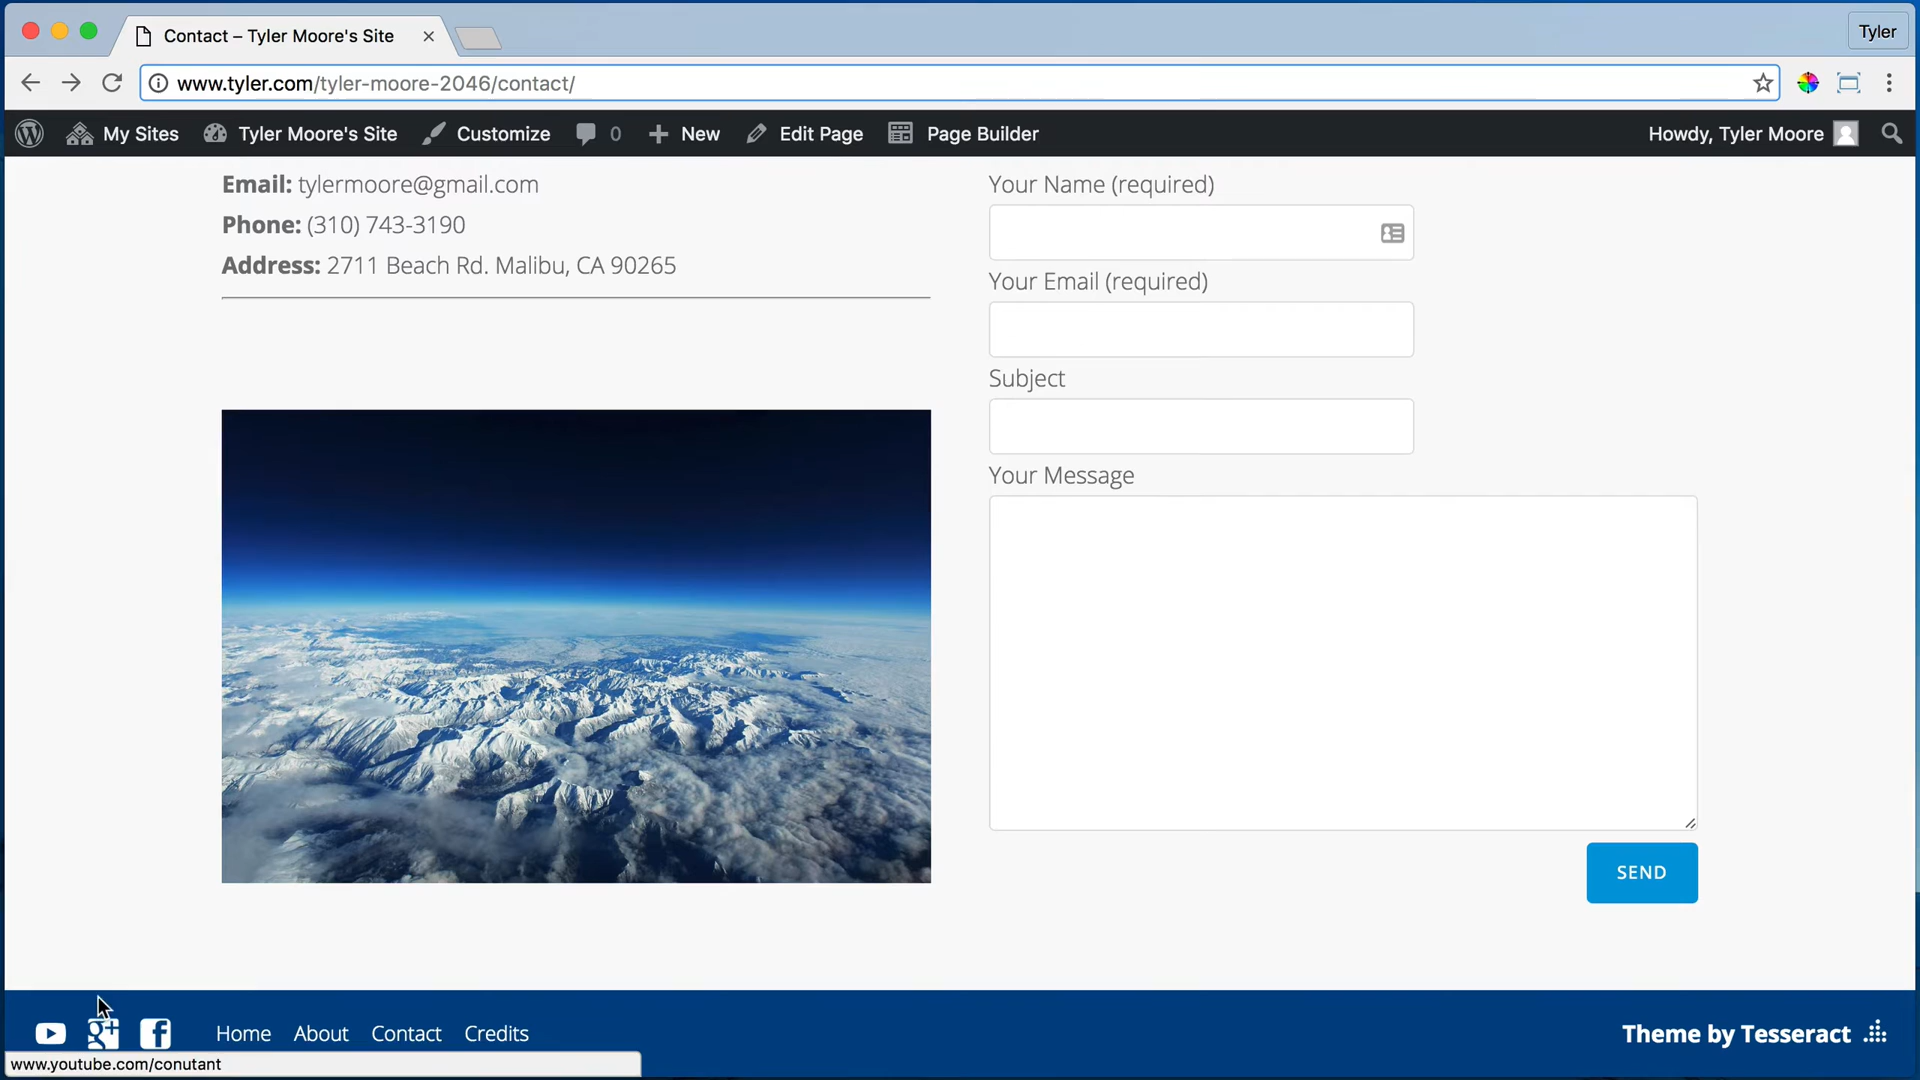 Contact – Tyler Moore's Site
Tyler
www.tyler.com/tyler-moore-2046/contact/
My Sites Tyler Moore's Site Customize 0 New Edit Page Page Builder Howdy, Tyler Moore
Email: tylermoore@gmail.com
Phone: (310) 743-3190
Address: 2711 Beach Rd. Malibu, CA 90265
Your Name (required)
Your Email (required)
Subject
Your Message
SEND
Home About Contact Credits
Theme by Tesseract
www.youtube.com/conutant